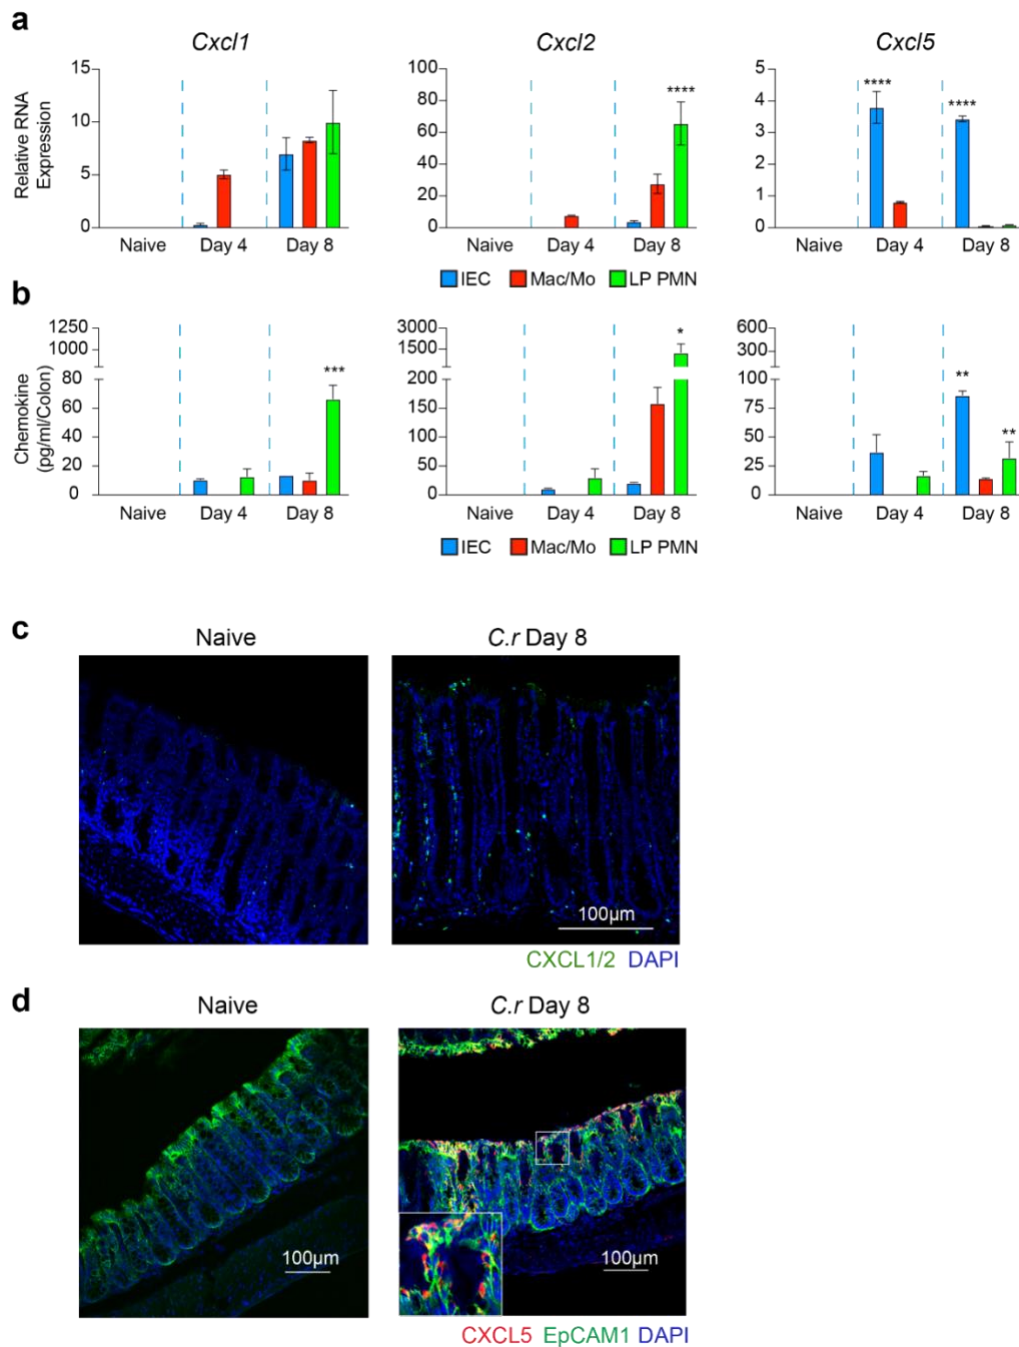 a
Cxcl1 Cxcl2 Cxcl5
Relative RNA
Expression
15
10
5
0
Naive Day 4 Day 8
100
80
60
40
20
0
****
Naive Day 4 Day 8
5
4
3
2
1
0
**** ****
Naive Day 4 Day 8
IEC Mac/Mo LP PMN
b
Chemokine
(pg/ml/Colon)
1250
1000
80
60
40
20
0
***
Naive Day 4 Day 8
3000
1500
200
150
100
50
0
*
Naive Day 4 Day 8
600
300
100
75
50
25
0
** **
Naive Day 4 Day 8
IEC Mac/Mo LP PMN
c
Naive C.r Day 8
100µm
CXCL1/2 DAPI
d
Naive C.r Day 8
100µm 100µm
CXCL5 EpCAM1 DAPI